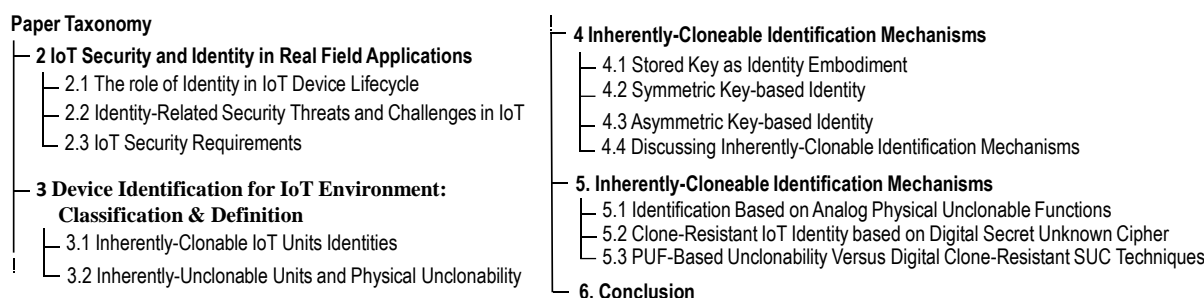 Paper Taxonomy
2 IoT Security and Identity in Real Field Applications
2.1 The role of Identity in IoT Device Lifecycle
2.2 Identity-Related Security Threats and Challenges in IoT
2.3 IoT Security Requirements
3 Device Identification for IoT Environment:
Classification & Definition
3.1 Inherently-Clonable IoT Units Identities
3.2 Inherently-Unclonable Units and Physical Unclonability
4 Inherently-Cloneable Identification Mechanisms
4.1 Stored Key as Identity Embodiment
4.2 Symmetric Key-based Identity
4.3 Asymmetric Key-based Identity
4.4 Discussing Inherently-Clonable Identification Mechanisms
5. Inherently-Cloneable Identification Mechanisms
5.1 Identification Based on Analog Physical Unclonable Functions
5.2 Clone-Resistant IoT Identity based on Digital Secret Unknown Cipher
5.3 PUF-Based Unclonability Versus Digital Clone-Resistant SUC Techniques
6. Conclusion